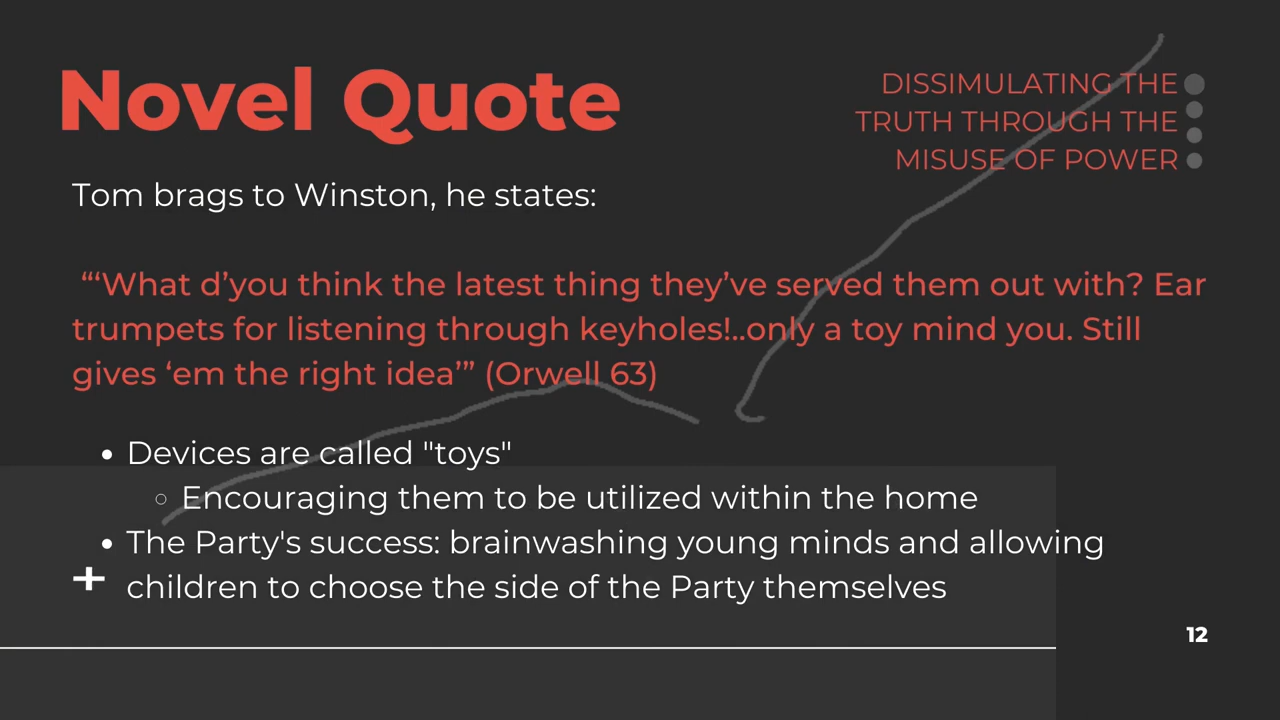 Novel Quote
DISSIMULATING THE
TRUTH THROUGH THE
MISUSE OF POWER
Tom brags to Winston, he states:
“‘What d’you think the latest thing they’ve served them out with? Ear
trumpets for listening through keyholes!..only a toy mind you. Still
gives ‘em the right idea’” (Orwell 63)
• Devices are called "toys"
○ Encouraging them to be utilized within the home
• The Party's success: brainwashing young minds and allowing
children to choose the side of the Party themselves
12